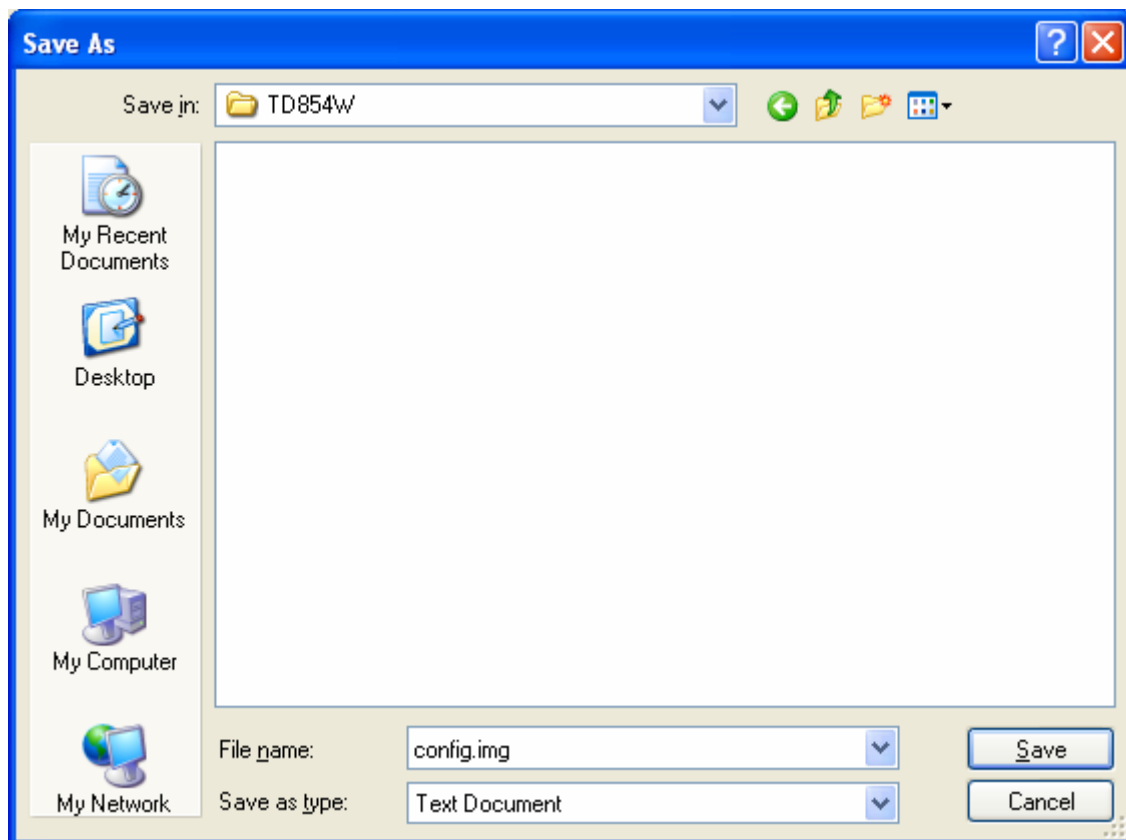 Save As
Save in:
TD854W
My Recent
Documents
Desktop
My Documents
My Computer
My Network
File name:
config.img
Save
Save as type:
Text Document
Cancel